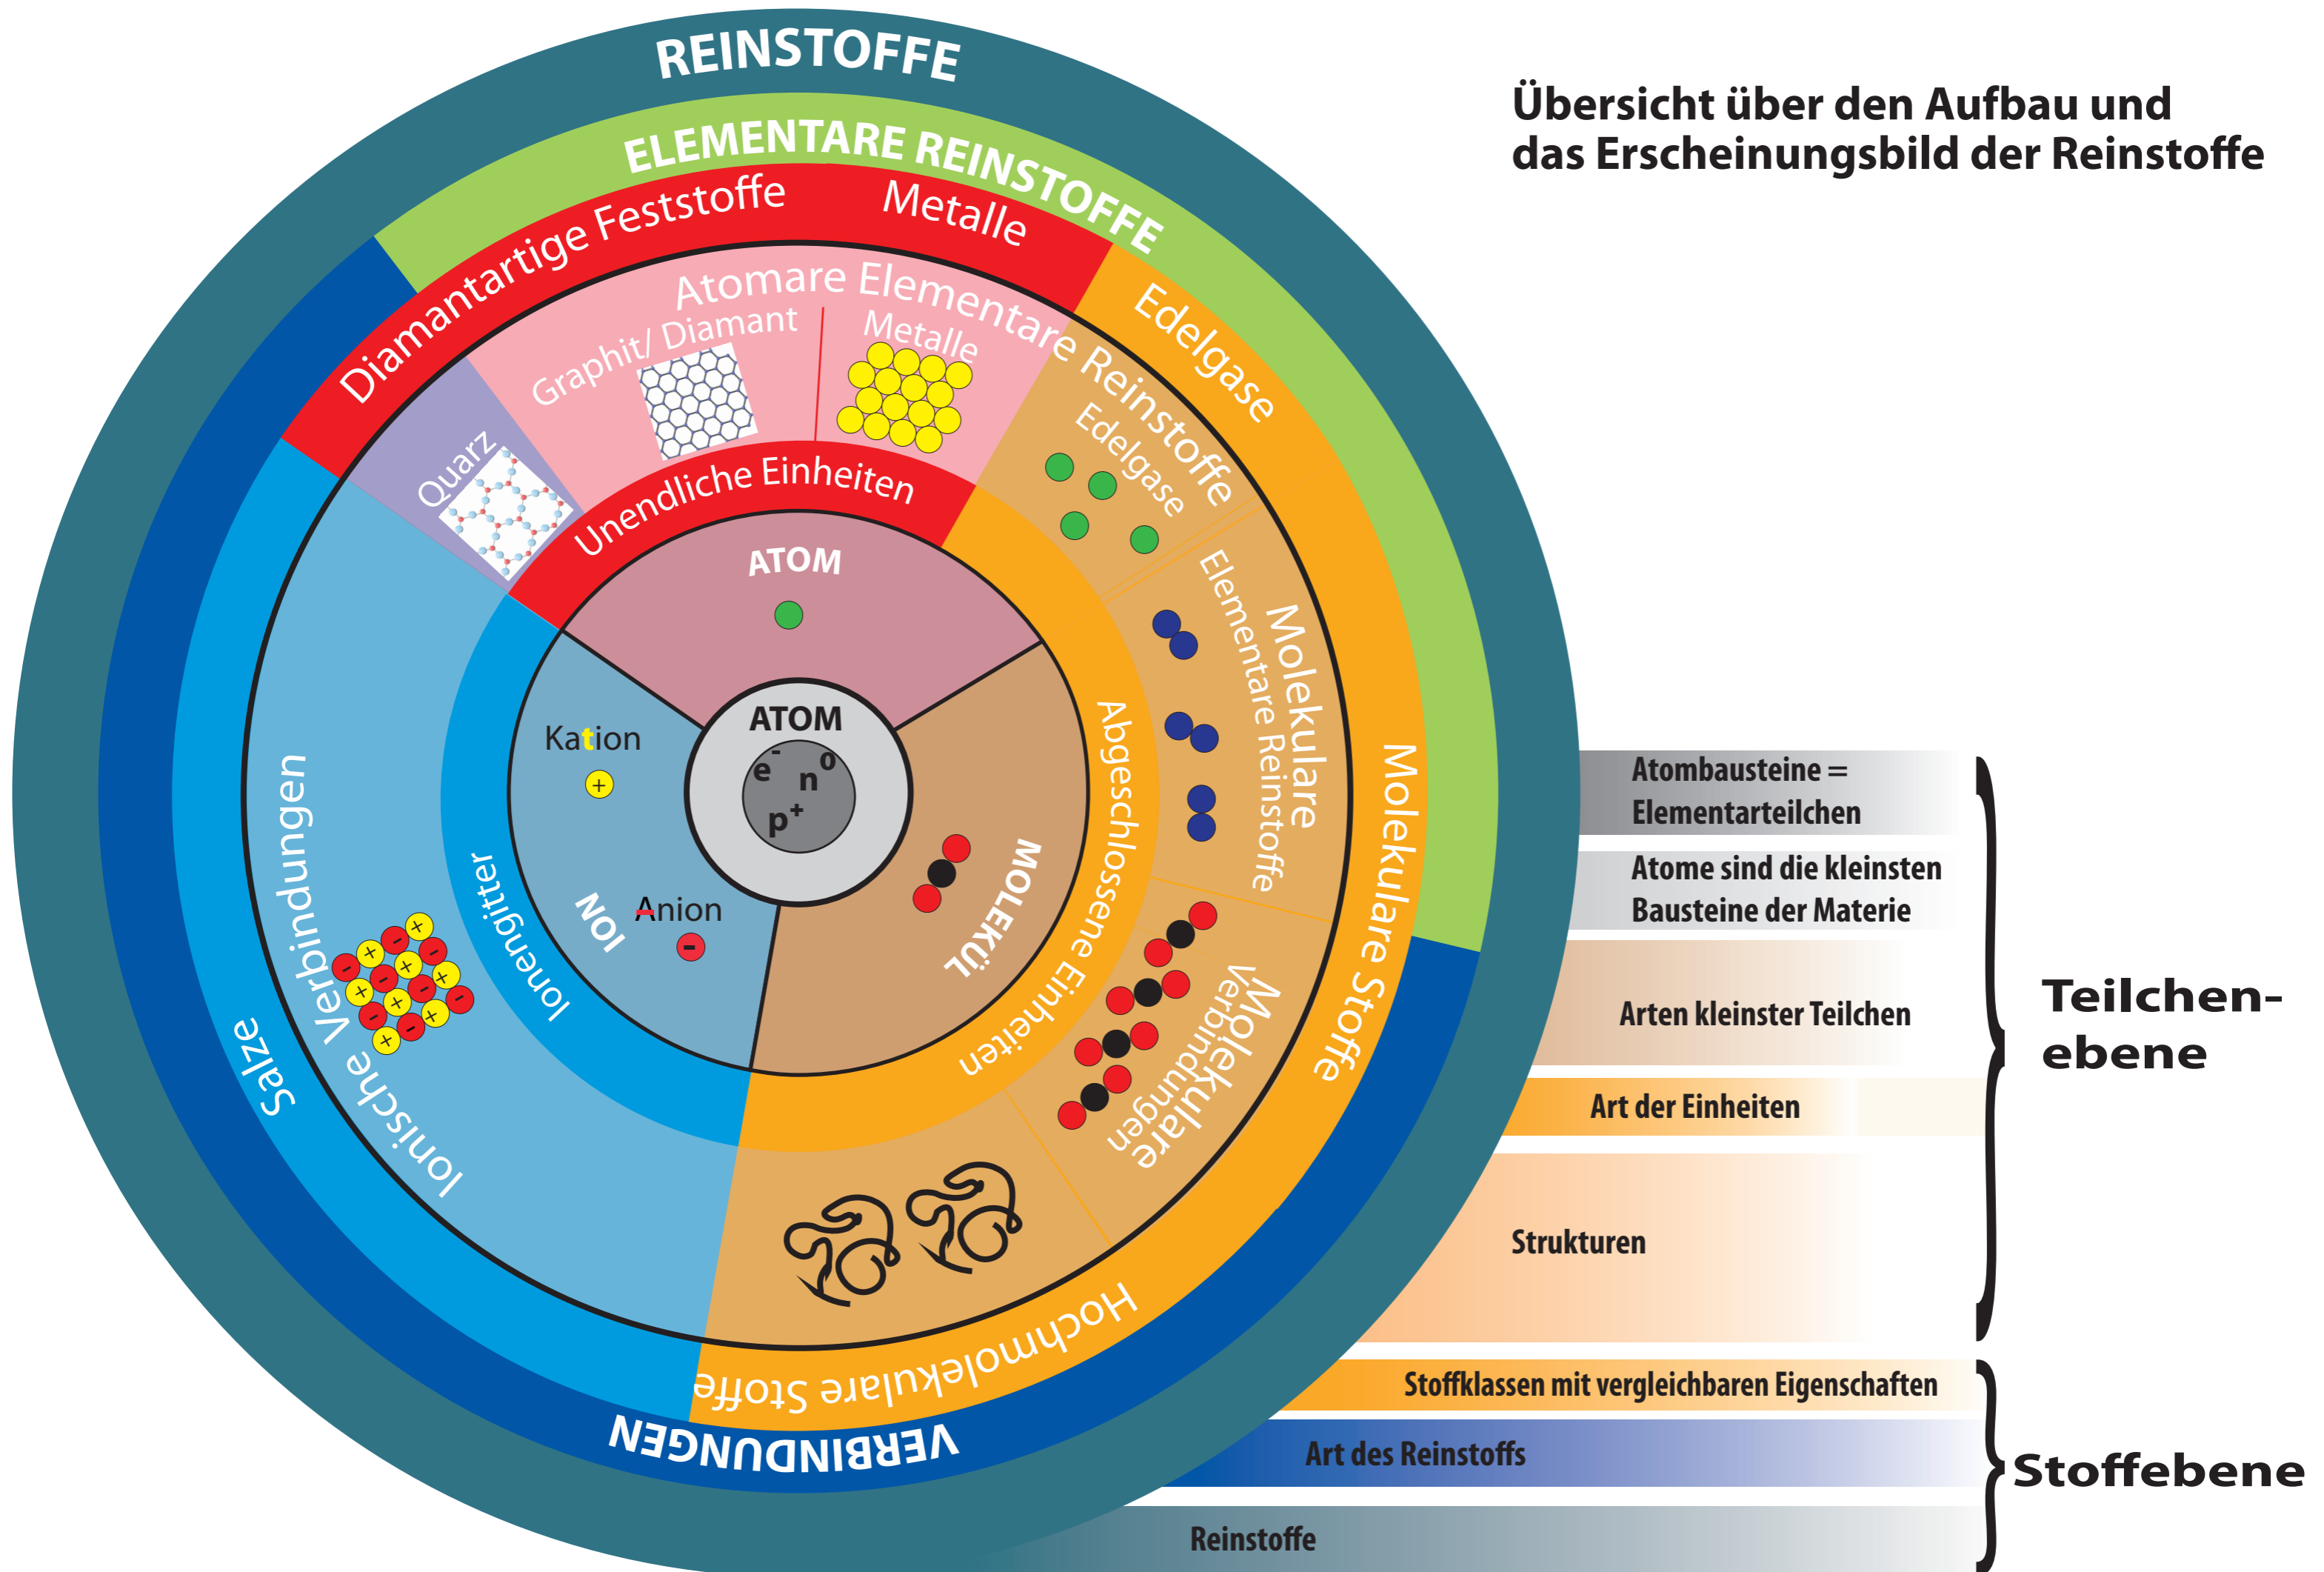 REINSTOFFE
Übersicht über den Aufbau und
das Erscheinungsbild der Reinstoffe
ELEMENTARE REINSTOFFE
Diamantartige Feststoffe
Metalle
Edelgase
Molekulare Stoffe
Hochmolekulare Stoffe
Salze
VERBINDUNGEN
Atomare Elementare Reinstoffe
Quarz
Graphit/ Diamant
Metalle
Edelgase
Molekulare
Elementare Reinstoffe
Molekulare
Verbindungen
Ionische Verbindungen
+ - + - + - + - + - + - + - + - + - +
Unendliche Einheiten
Abgeschlossene Einheiten
Ionengitter
ATOM
Kation
+
Anion
-
ION
MOLEKÜL
ATOM
e-
n0
p+
Atombausteine =
Elementarteilchen
Atome sind die kleinsten
Bausteine der Materie
Arten kleinster Teilchen
Art der Einheiten
Strukturen
Teilchen-
ebene
Stoffklassen mit vergleichbaren Eigenschaften
Art des Reinstoffs
Reinstoffe
Stoffebene